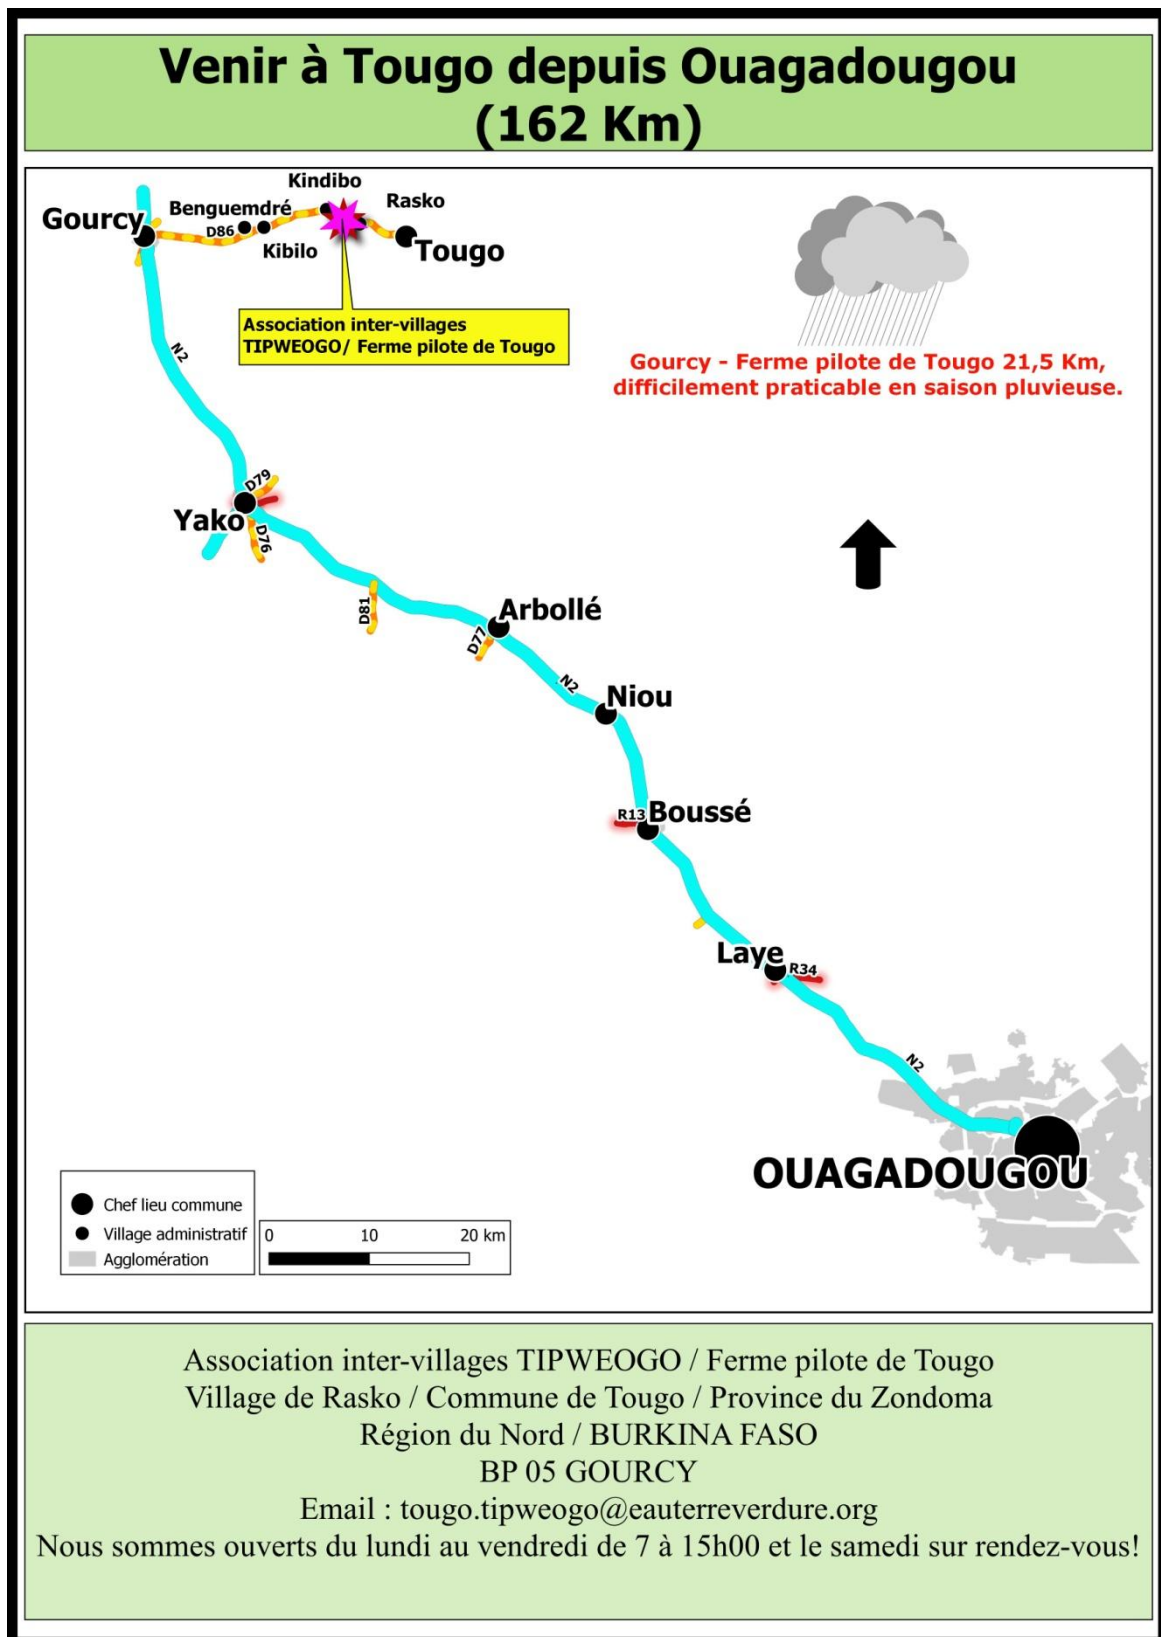 Venir à Tougo depuis Ouagadougou
(162 Km)
Kindibo
Rasko
Benguemdré
Gourcy
D86
Kibilo
Tougo
Association inter-villages
TIPWEOGO/ Ferme pilote de Tougo
Gourcy - Ferme pilote de Tougo 21,5 Km,
difficilement praticable en saison pluvieuse.
N2
D79
Yako
D76
D81
Arbollé
D77
N2
Niou
R13
Boussé
Laye
R34
N2
OUAGADOUGOU
Chef lieu commune
Village administratif
Agglomération
0 10 20 km
Association inter-villages TIPWEOGO / Ferme pilote de Tougo
Village de Rasko / Commune de Tougo / Province du Zondoma
Région du Nord / BURKINA FASO
BP 05 GOURCY
Email : tougo.tipweogo@eauterreverdure.org
Nous sommes ouverts du lundi au vendredi de 7 à 15h00 et le samedi sur rendez-vous!